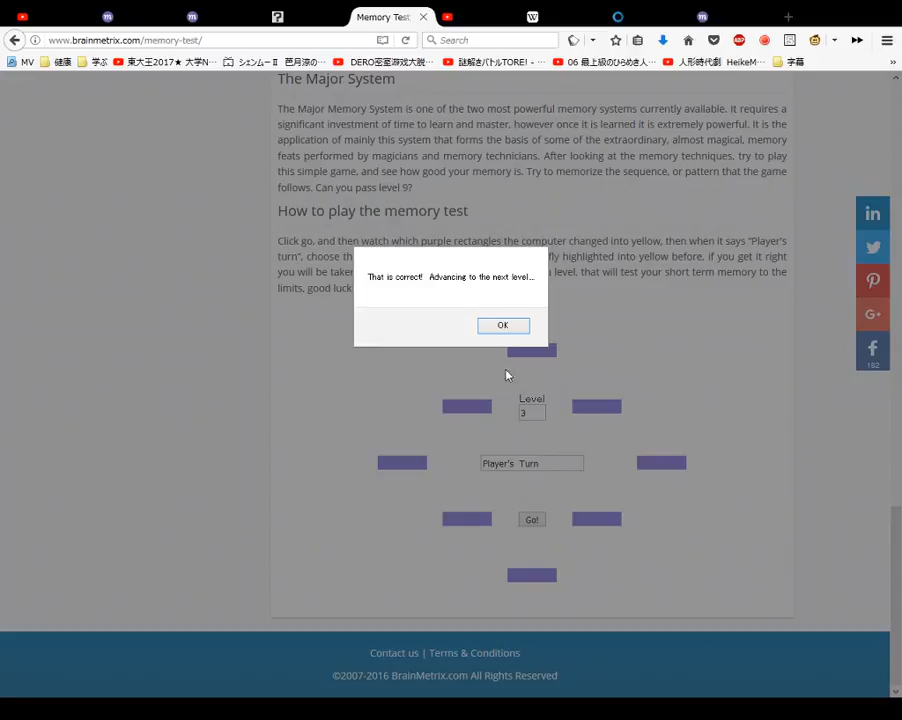 Memory Test
www.brainmetrix.com/memory-test/
Search
MV 健康 学ぶ 東大王2017★ 大学N… シェンムーII 芭月涼の… DERO密室游戏大脱… 謎解きバトルTORE! -… 06 最上級のひらめき人… 人形時代劇 HeikeM… 字幕
The Major System
The Major Memory System is one of the two most powerful memory systems currently available. It requires a
significant investment of time to learn and master, however once it is learned it is extremely powerful. It is the
application of mainly this system that forms the basis of some of the extraordinary, almost magical, memory
feats performed by magicians and memory technicians. After looking at the memory techniques, try to play
this simple game, and see how good your memory is. Try to memorize the sequence, or pattern that the game
follows. Can you pass level 9?
How to play the memory test
Click go, and then watch which purple rectangles the computer changed into yellow, then when it says "Player's
turn", choose th fly highlighted into yellow before, if you get it right
you will be taken a level, that will test your short term memory to the
limits, good luck
That is correct! Advancing to the next level...
OK
Level
3
Player's Turn
Go!
182
Contact us | Terms & Conditions
©2007-2016 BrainMetrix.com All Rights Reserved